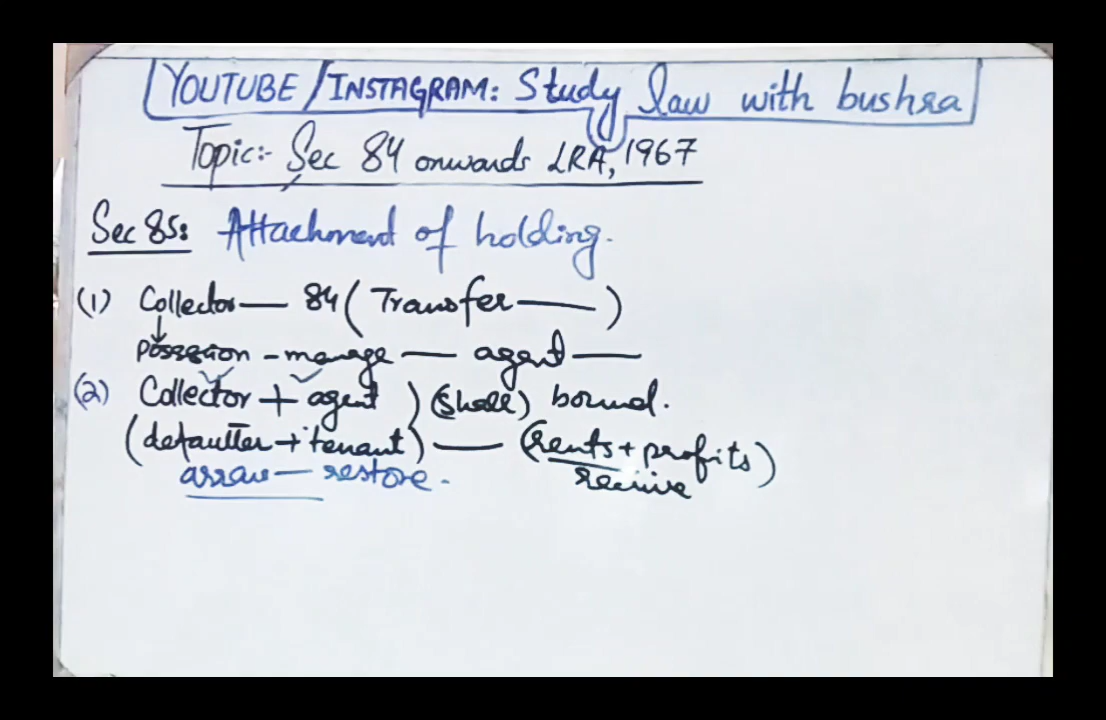 YOUTUBE/INSTAGRAM: Study law with bushra
Topic:- Sec 84 onwards LRA, 1967
Sec 85: Attachment of holding.
(1) Collector — 84 (Transfer —)
possession - manage — agent —
(2) Collector + agent) (shall) bound.
(defaulter + tenant) — (rents + profits)
arrear — restore. receive